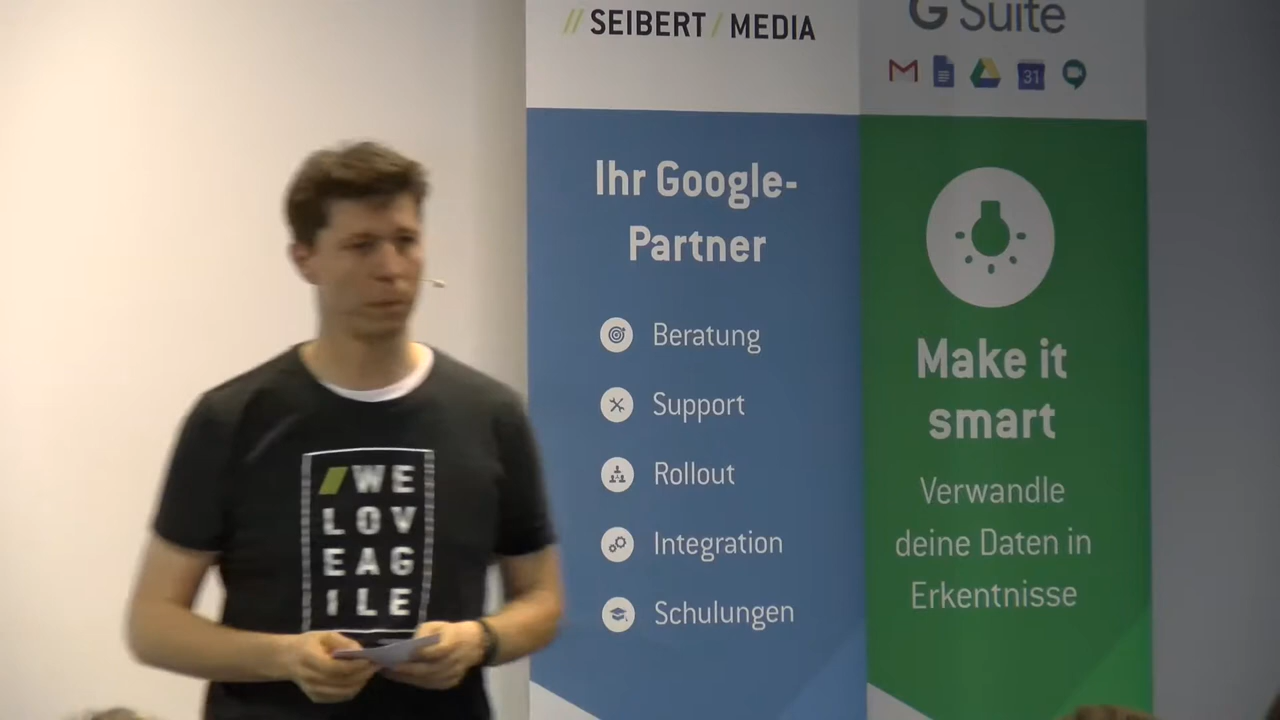 // SEIBERT / MEDIA
Ihr Google-
Partner
Beratung
Support
Rollout
Integration
Schulungen
G Suite
31
Make it
smart
Verwandle
deine Daten in
Erkentnisse
// WE
LOV
EAG
ILE